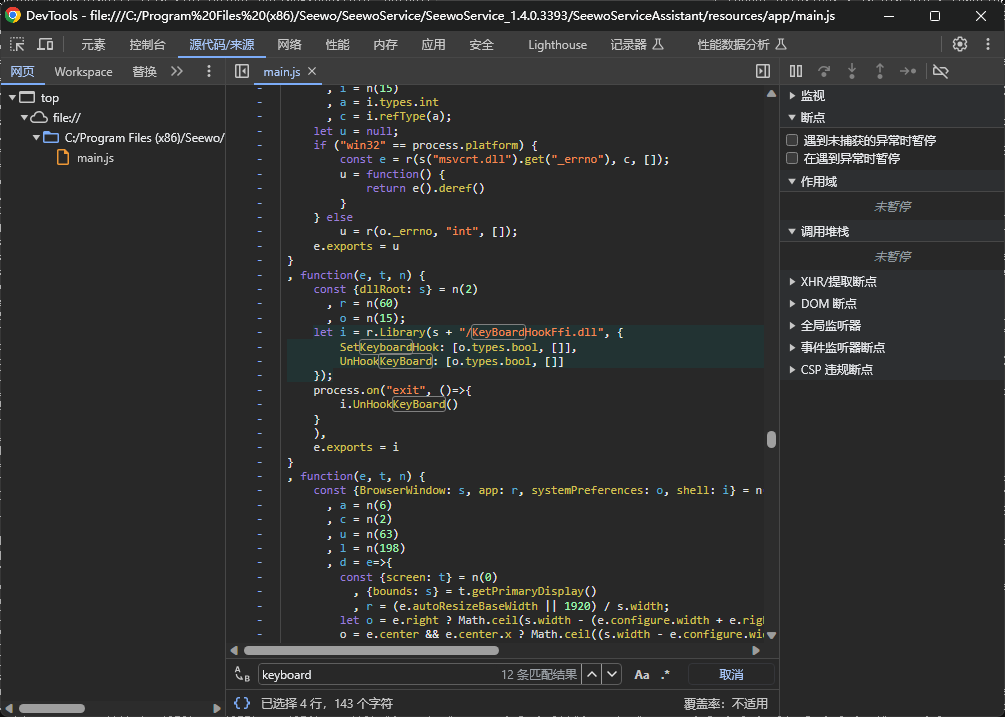 DevTools - file:///C:/Program%20Files%20(x86)/Seewo/SeewoService/SeewoService_1.4.0.3393/SeewoServiceAssistant/resources/app/main.js
元素 控制台 源代码/来源 网络 性能 内存 应用 安全 Lighthouse 记录器 性能数据分析
网页 Workspace 替换
main.js ×
top
file://
C:/Program Files (x86)/Seewo/
main.js
- , i = n(15)
- , a = i.types.int
- , c = i.refType(a);
- let u = null;
- if ("win32" == process.platform) {
- const e = r(s("msvcrt.dll").get("_errno"), c, []);
- u = function() {
- return e().deref()
- }
- } else
- u = r(o._errno, "int", []);
- e.exports = u
- }
- , function(e, t, n) {
- const {dllRoot: s} = n(2)
- , r = n(60)
- , o = n(15);
- let i = r.Library(s + "/KeyBoardHookFfi.dll", {
- SetKeyboardHook: [o.types.bool, []],
- UnHookKeyBoard: [o.types.bool, []]
- });
- process.on("exit", ()=>{
- i.UnHookKeyBoard()
- }
- ),
- e.exports = i
- }
- , function(e, t, n) {
- const {BrowserWindow: s, app: r, systemPreferences: o, shell: i} = n
- , a = n(6)
- , c = n(2)
- , u = n(63)
- , l = n(198)
- , d = e=>{
- const {screen: t} = n(0)
- , {bounds: s} = t.getPrimaryDisplay()
- , r = (e.autoResizeBaseWidth || 1920) / s.width;
- let o = e.right ? Math.ceil(s.width - (e.configure.width + e.rig
- o = e.center && e.center.x ? Math.ceil((s.width - e.configure.wi
keyboard 12 条匹配结果 Aa .* 取消
{} 已选择 4 行，143 个字符 覆盖率：不适用
监视
断点
遇到未捕获的异常时暂停
在遇到异常时暂停
作用域
未暂停
调用堆栈
未暂停
XHR/提取断点
DOM 断点
全局监听器
事件监听器断点
CSP 违规断点